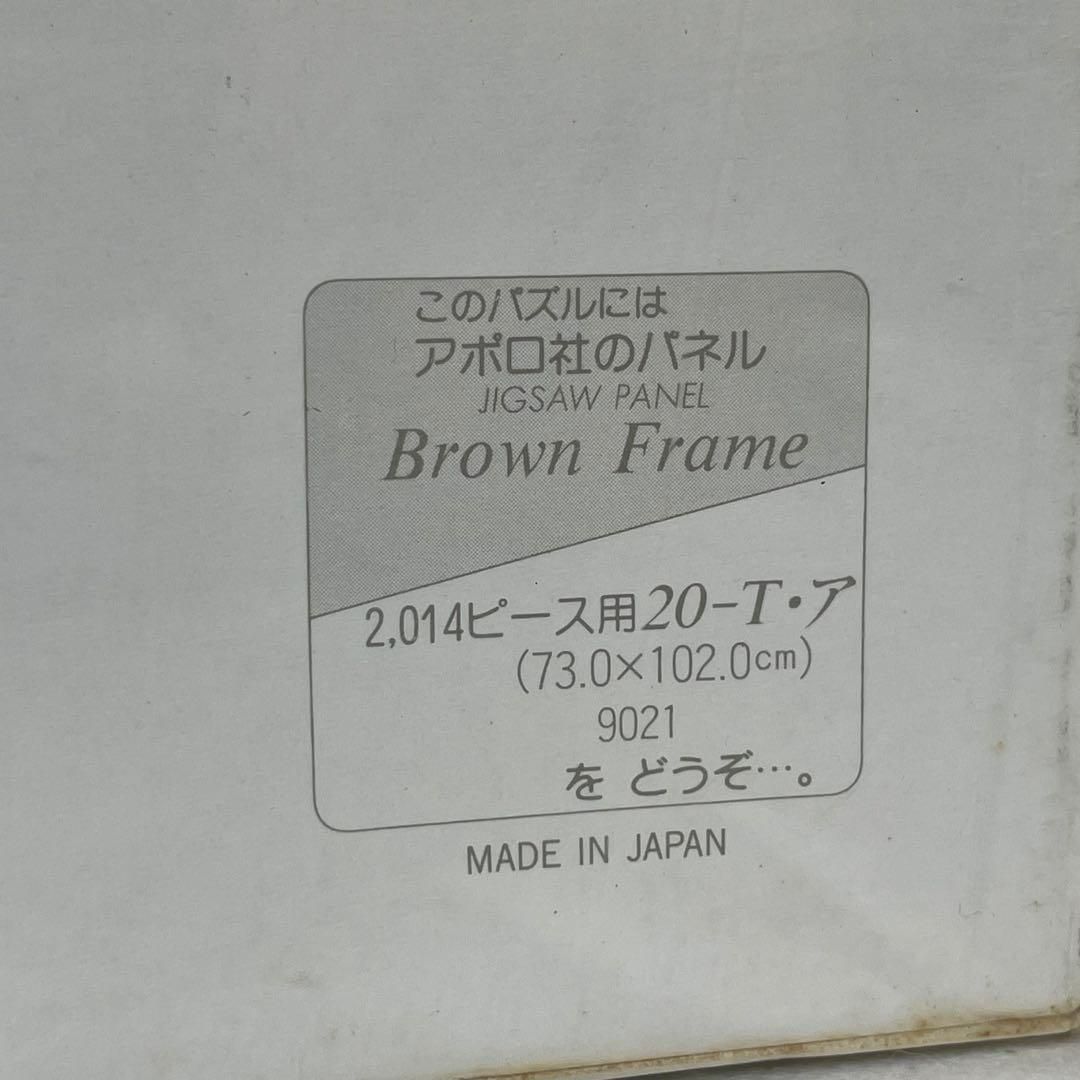 このパズルには
アポロ社のパネル
JIGSAW PANEL
Brown Frame
2,014ピース用20-T・ア
(73.0×102.0cm)
9021
を どうぞ…。
MADE IN JAPAN